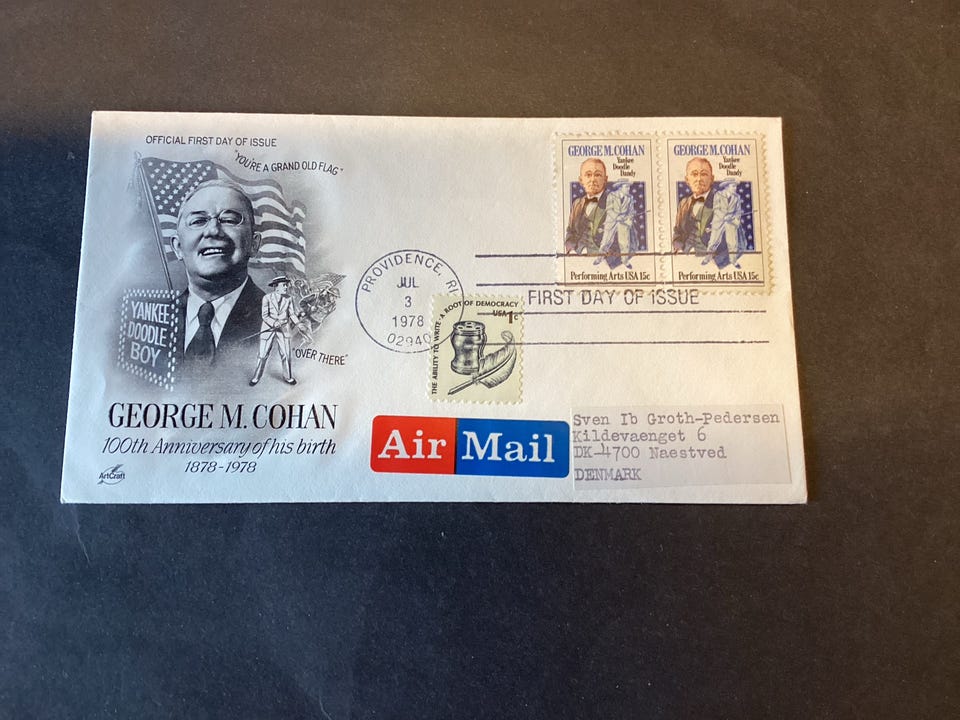 OFFICIAL FIRST DAY OF ISSUE
"YOU'RE A GRAND OLD FLAG"
YANKEE
DOODLE
BOY
"OVER THERE"
GEORGE M. COHAN
100th Anniversary of his birth
1878-1978
ArtCraft
PROVIDENCE, RI
JUL
3
1978
02940
FIRST DAY OF ISSUE
GEORGE M. COHAN
Yankee
Doodle
Dandy
Performing Arts USA 15c
GEORGE M. COHAN
Yankee
Doodle
Dandy
Performing Arts USA 15c
THE ABILITY TO WRITE · A ROOT OF DEMOCRACY
USA 1c
Air Mail
Sven Ib Groth-Pedersen
Kildevaenget 6
DK-4700 Naestved
DENMARK